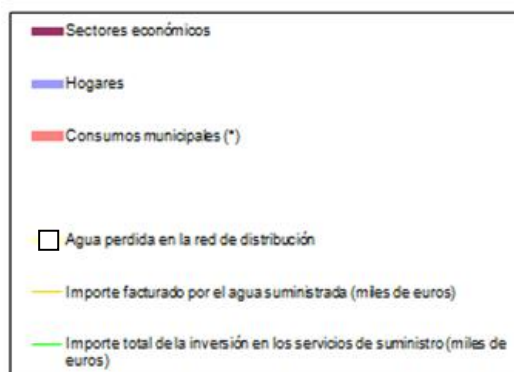 Sectores económicos
Hogares
Consumos municipales (*)
Agua perdida en la red de distribución
Importe facturado por el agua suministrada (miles de euros)
Importe total de la inversión en los servicios de suministro (miles de
euros)